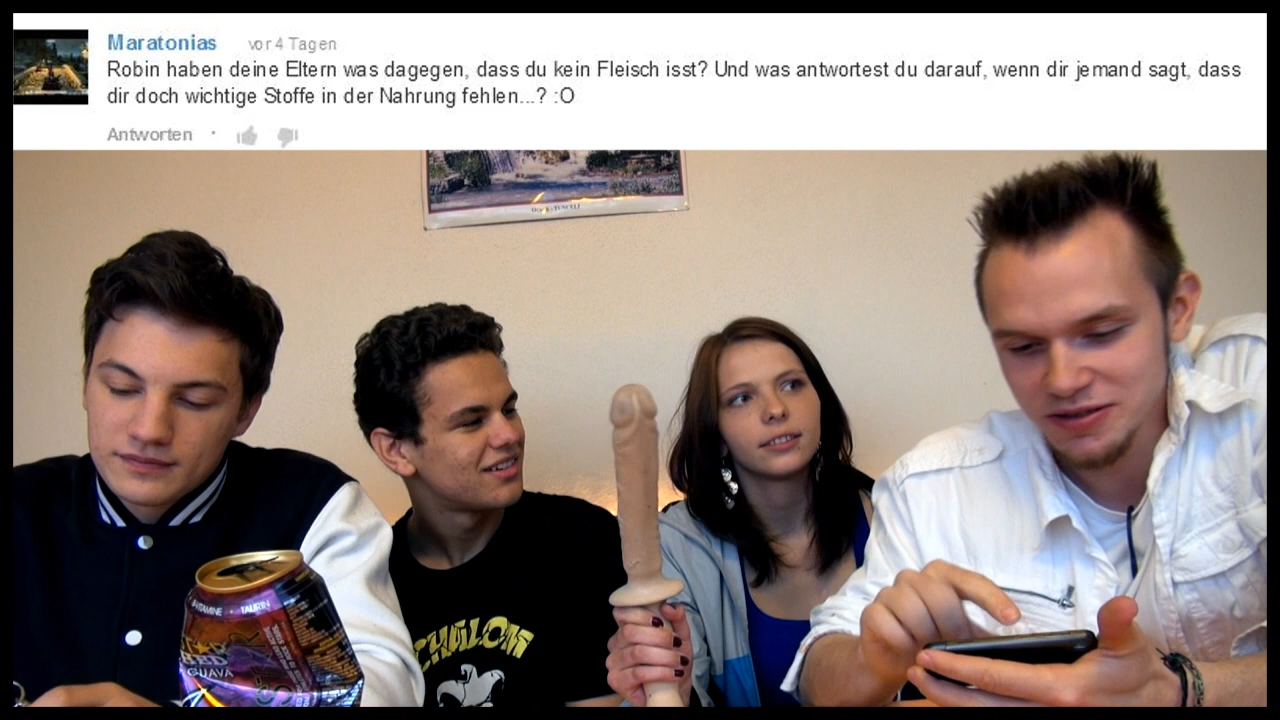 Maratonias vor 4 Tagen
Robin haben deine Eltern was dagegen, dass du kein Fleisch isst? Und was antwortest du darauf, wenn dir jemand sagt, dass
dir doch wichtige Stoffe in der Nahrung fehlen...? :O
Antworten
TAURIN
GUAVA
CHALOM